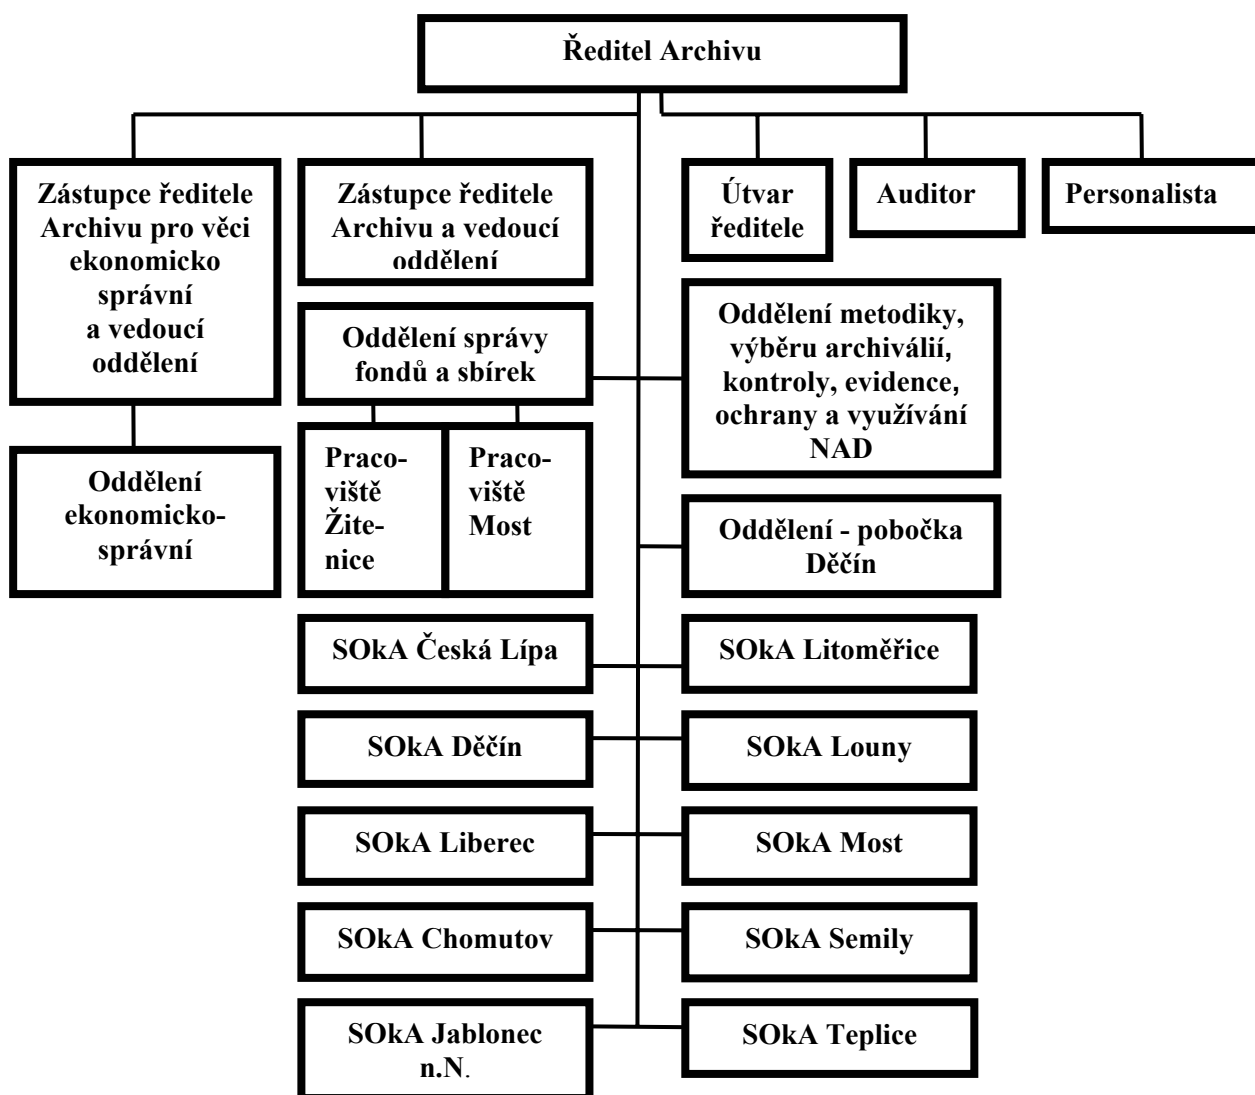 Ředitel Archivu
Zástupce ředitele
Archivu pro věci
ekonomicko
správní
a vedoucí
oddělení
Zástupce ředitele
Archivu a vedoucí
oddělení
Útvar
ředitele
Auditor
Personalista
Oddělení správy
fondů a sbírek
Oddělení metodiky,
výběru archiválií,
kontroly, evidence,
ochrany a využívání
NAD
Oddělení
ekonomicko-
správní
Praco-
viště
Žite-
nice
Praco-
viště
Most
Oddělení - pobočka
Děčín
SOkA Česká Lípa
SOkA Litoměřice
SOkA Děčín
SOkA Louny
SOkA Liberec
SOkA Most
SOkA Chomutov
SOkA Semily
SOkA Jablonec
n.N.
SOkA Teplice